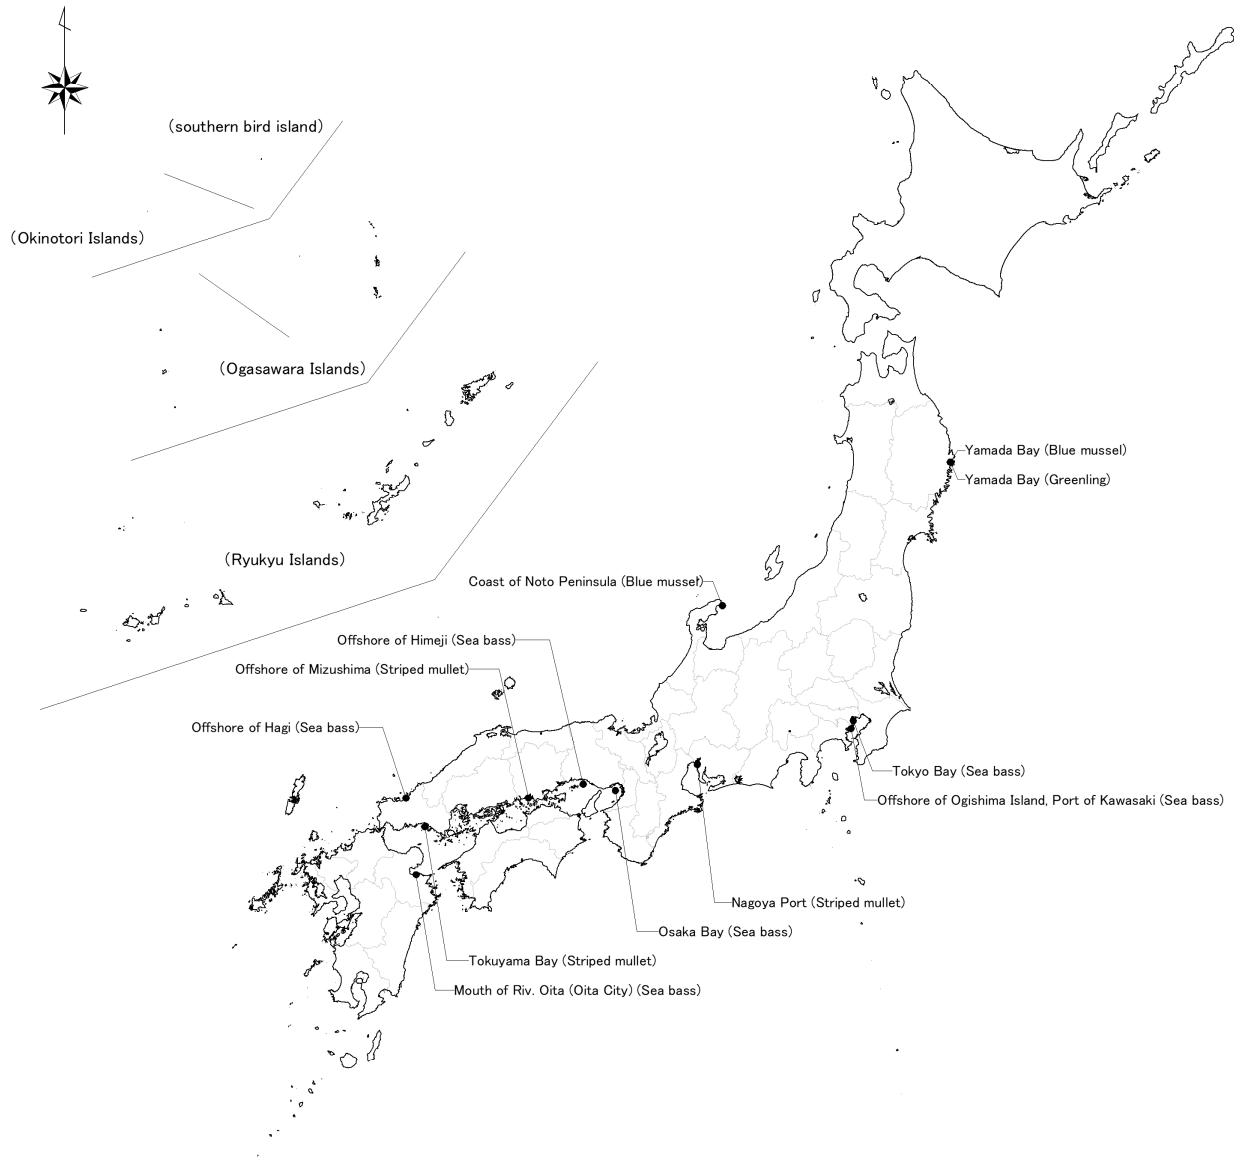 (southern bird island)
(Okinotori Islands)
(Ogasawara Islands)
(Ryukyu Islands)
Yamada Bay (Blue mussel)
Yamada Bay (Greenling)
Coast of Noto Peninsula (Blue mussel)
Offshore of Himeji (Sea bass)
Offshore of Mizushima (Striped mullet)
Offshore of Hagi (Sea bass)
Tokyo Bay (Sea bass)
Offshore of Ogishima Island, Port of Kawasaki (Sea bass)
Nagoya Port (Striped mullet)
Osaka Bay (Sea bass)
Tokuyama Bay (Striped mullet)
Mouth of Riv. Oita (Oita City) (Sea bass)